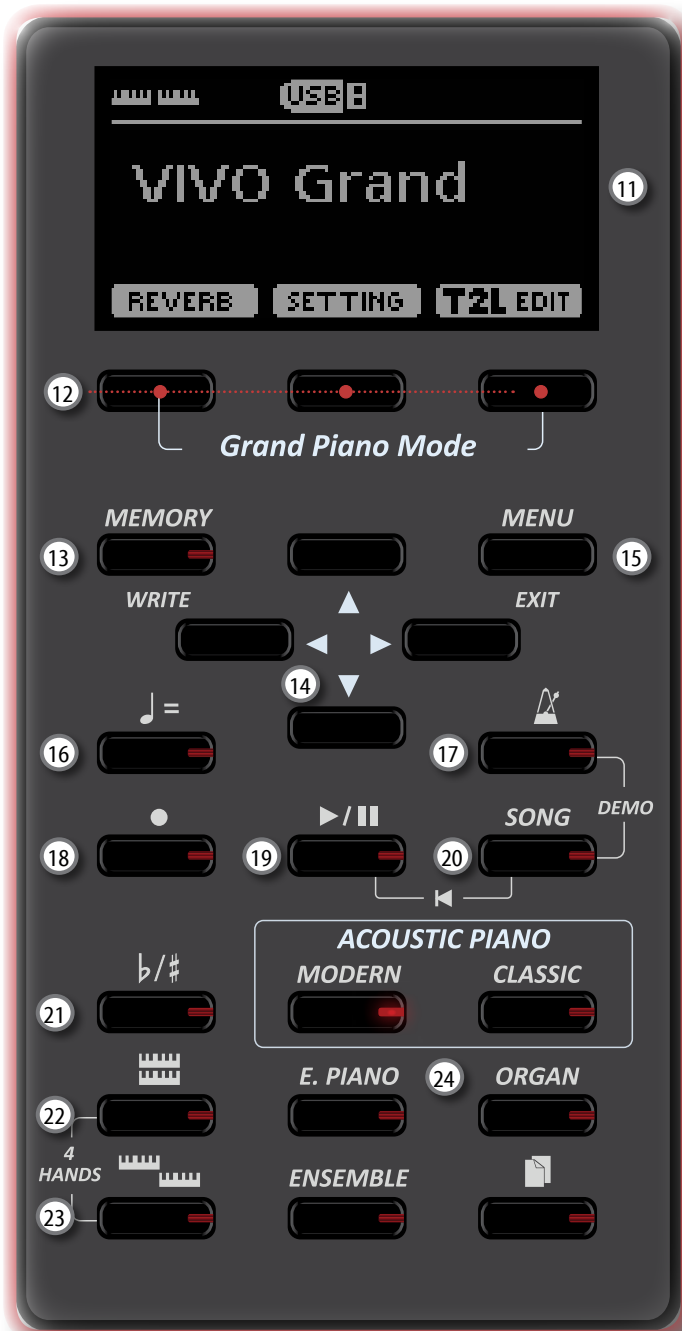 USB
VIVO Grand
11
REVERB SETTING T2L EDIT
12
Grand Piano Mode
MEMORY MENU
13 15
WRITE EXIT
14
♩ =
16 17
DEMO
▶/❚❚ SONG
18 19 20
ACOUSTIC PIANO
♭/♯ MODERN CLASSIC
21
E. PIANO 24 ORGAN
22
4
HANDS
ENSEMBLE
23